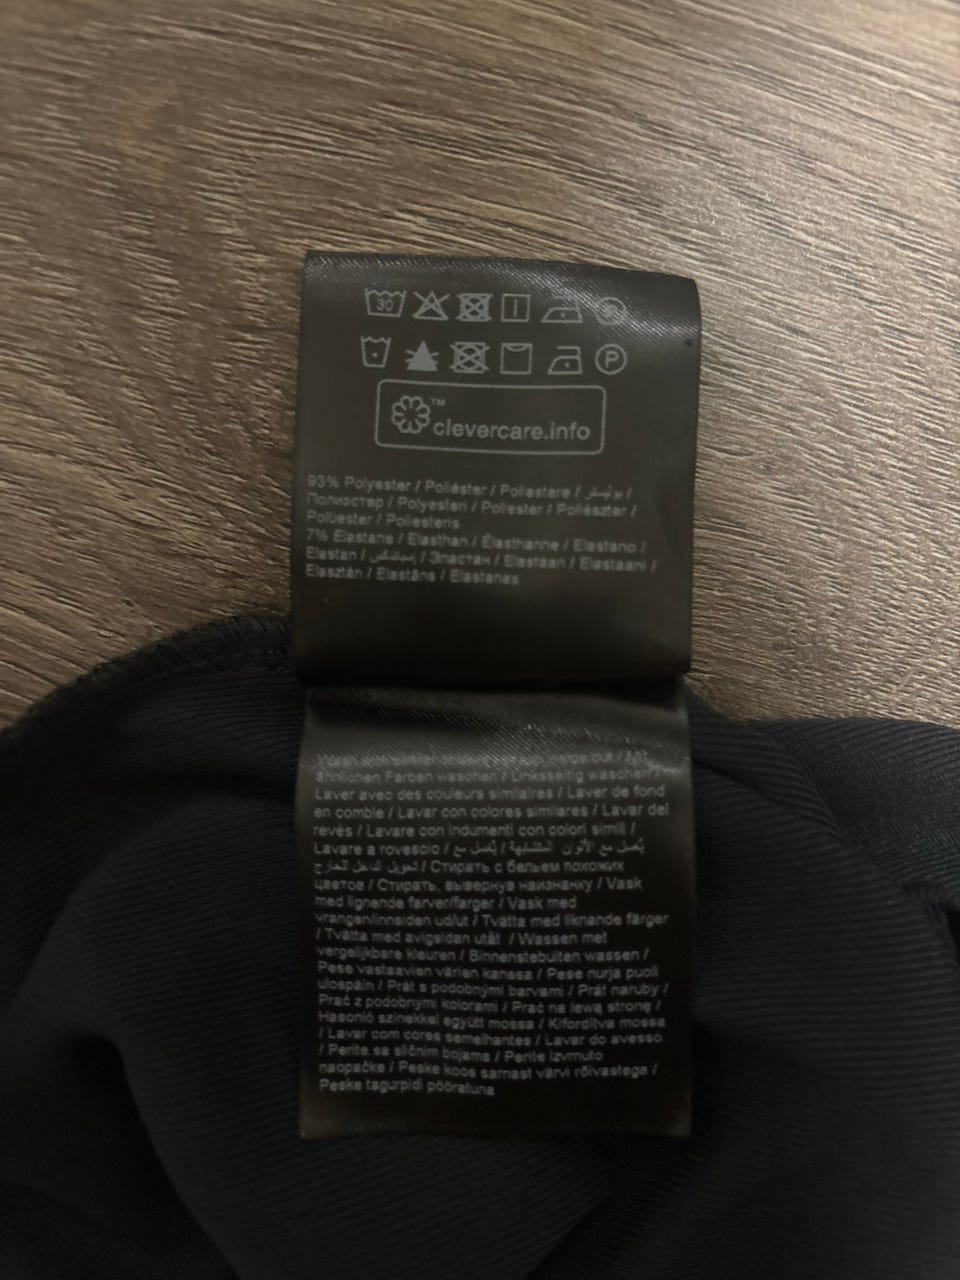 30
P
™
clevercare.info
93% Polyester / Poliéster / Poliestere / بوليستر /
Полиэстер / Polyesteri / Poliester / Poliészter /
Poliuester / Poliesteris
7% Elastane / Elasthan / Élasthanne / Elastano /
Elastan / / Эластан / Elastaan / Elastaani /
Elasztán / Elastāns / Elastanas
ähnlichen Farben waschen / Linksseitig waschen /
Laver avec des couleurs similaires / Laver de fond
en comble / Lavar con colores similares / Lavar del
revés / Lavare con indumenti con colori simili /
Lavare a rovescio / يُغسل مع / يُغسل مع الألوان المتشابهة
تحويل الداخل للخارج / Стирать с бельем похожих
цветов / Стирать, вывернув наизнанку / Vask
med lignende farver/farger / Vask med
vrangen/innsiden ud/ut / Tvätta med liknande färger
/ Tvätta med avigsidan utåt / Wassen met
vergelijkbare kleuren / Binnenstebuiten wassen /
Pese vastaavien värien kanssa / Pese nurja puoli
ulospäin / Prát s podobnými barvami / Prát naruby /
Prać z podobnymi kolorami / Prać na lewą stronę /
Hasonló színekkel együtt mossa / Kifordítva mossa
/ Lavar com cores semelhantes / Lavar do avesso
/ Perite sa sličnim bojama / Perite izvrnuto
naopačke / Peske koos sarnast värvi rõivastega /
Peske tagurpidi pööratuna